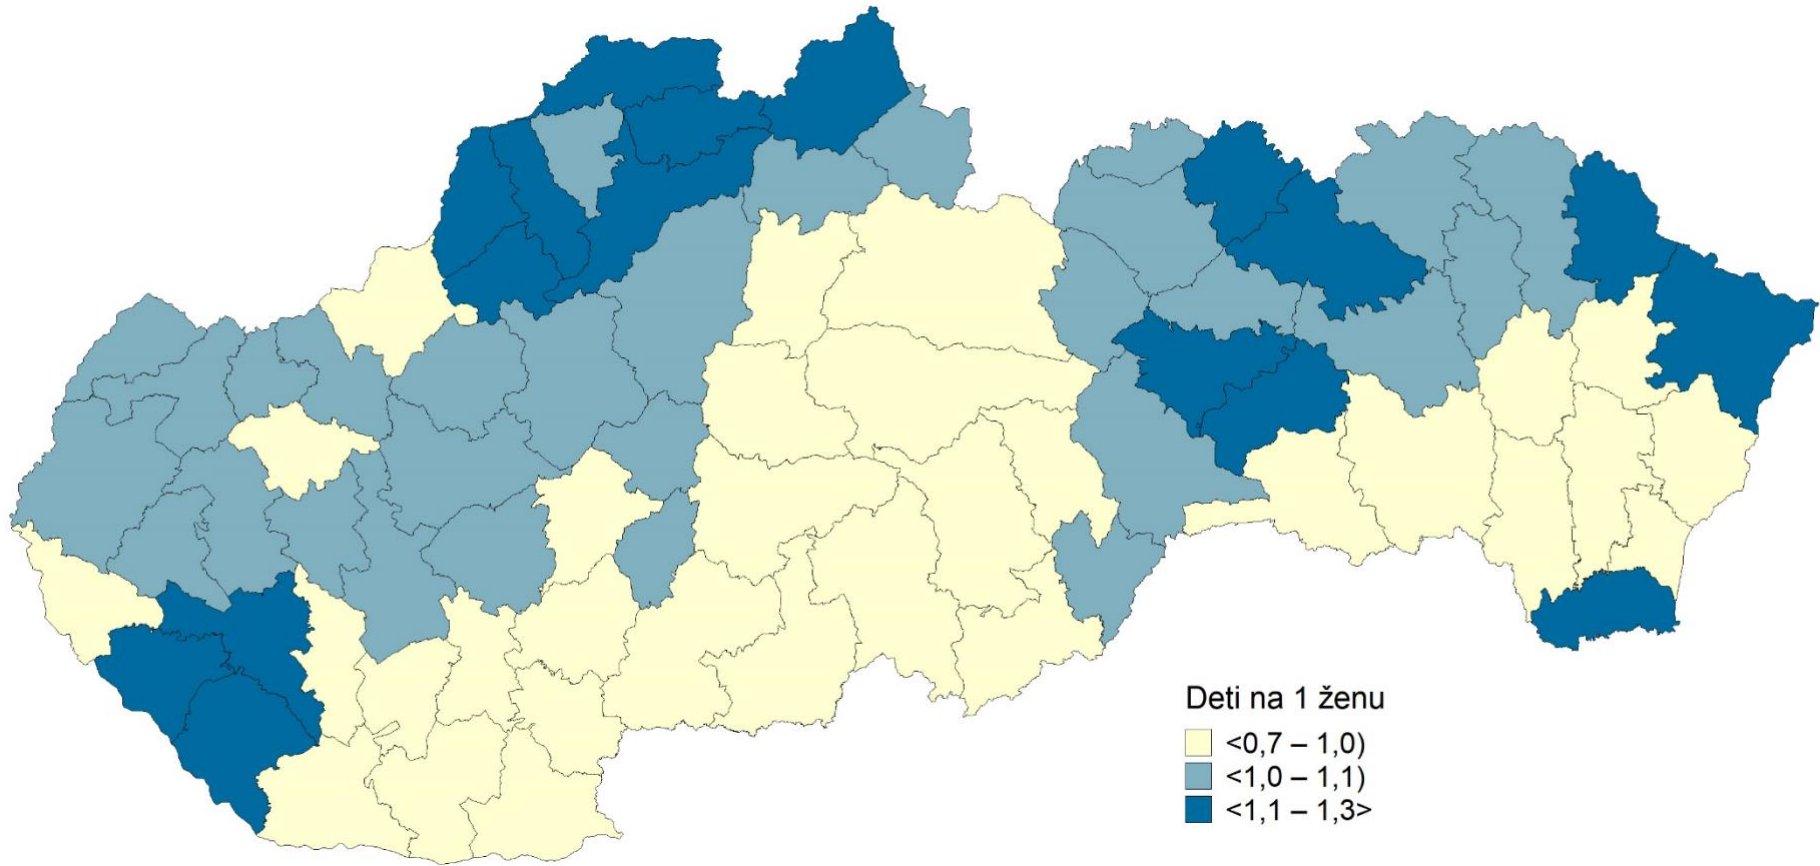 Deti na 1 ženu
<0,7 – 1,0)
<1,0 – 1,1)
<1,1 – 1,3>